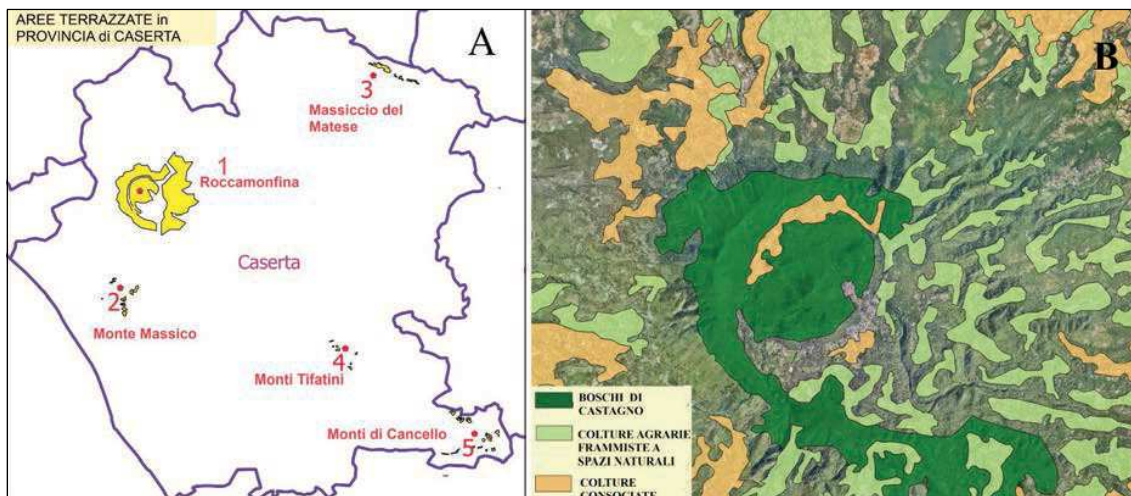 AREE TERRAZZATE in
PROVINCIA di CASERTA
A
3
Massiccio del
Matese
1
Roccamonfina
Caserta
2
Monte Massico
4
Monti Tifatini
Monti di Cancello
5
B
BOSCHI DI
CASTAGNO
COLTURE AGRARIE
FRAMMISTE A
SPAZI NATURALI
COLTURE
CONSOCIATE